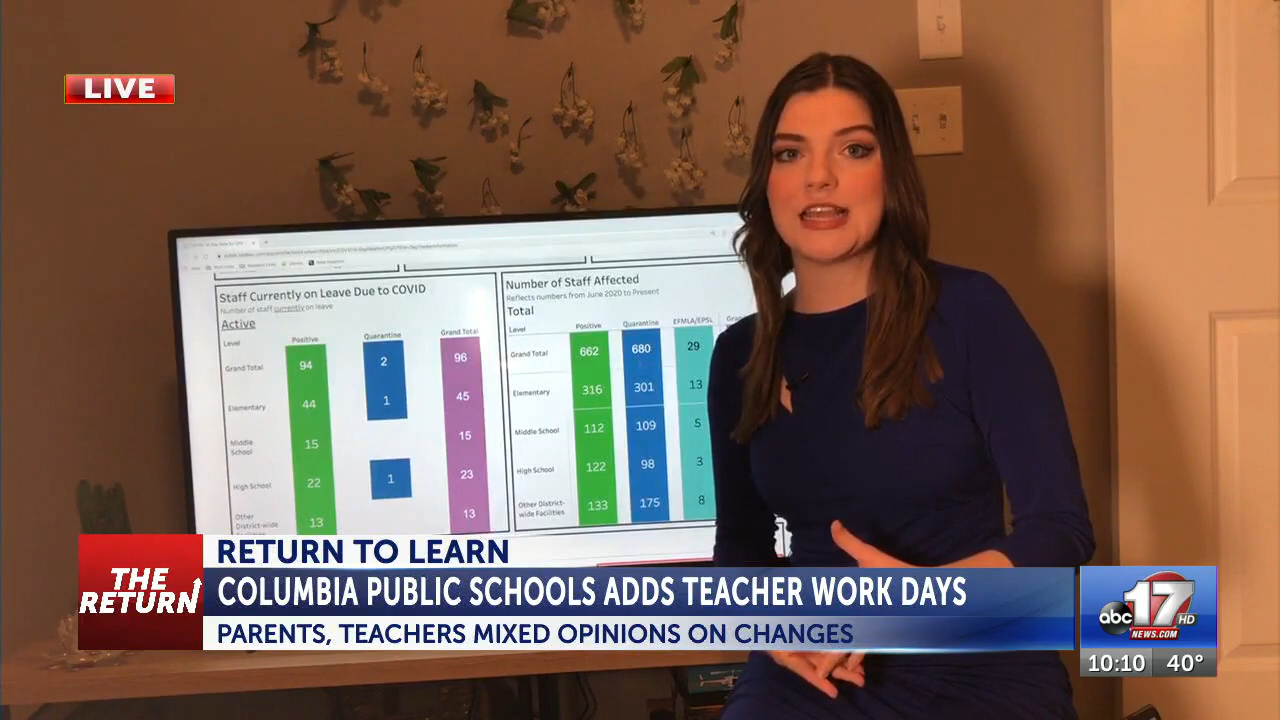 LIVE
Staff Currently on Leave Due to COVID
Number of staff currently on leave
Active
Level
Positive
Quarantine
Grand Total
Grand Total
94
2
96
Elementary
44
1
45
Middle
School
15
15
High School
22
1
23
Other
District-wide
13
13
Number of Staff Affected
Reflects numbers from June 2020 to Present
Total
Level
Positive
Quarantine
EFMLA/EPSL
Grand Total
662
680
29
Elementary
316
301
13
Middle School
112
109
5
High School
122
98
3
Other District-
wide Facilities
133
175
8
THE
RETURN
RETURN TO LEARN
COLUMBIA PUBLIC SCHOOLS ADDS TEACHER WORK DAYS
PARENTS, TEACHERS MIXED OPINIONS ON CHANGES
abc 17 HD
NEWS.COM
10:10 40°